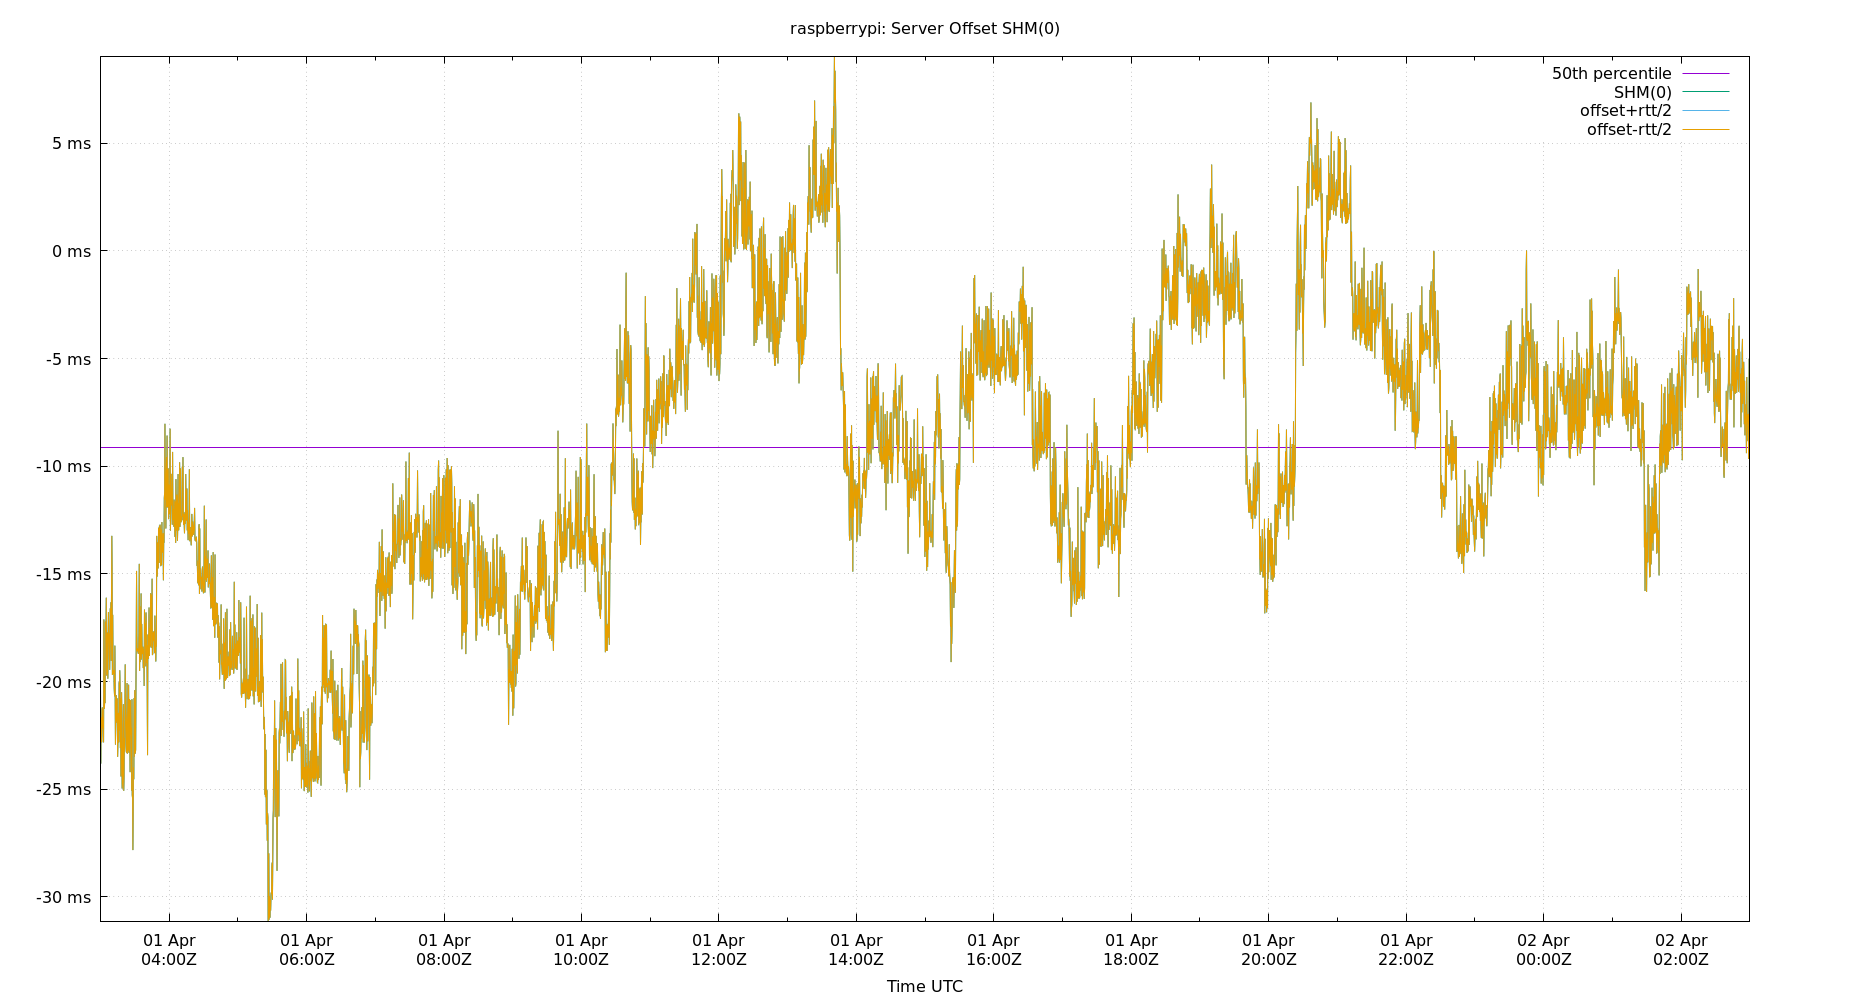 raspberrypi: Server Offset SHM(0)
50th percentile
SHM(0)
offset+rtt/2
offset-rtt/2
5 ms
0 ms
-5 ms
-10 ms
-15 ms
-20 ms
-25 ms
-30 ms
01 Apr 01 Apr 01 Apr 01 Apr 01 Apr 01 Apr 01 Apr 01 Apr 01 Apr 01 Apr 02 Apr 02 Apr
04:00Z 06:00Z 08:00Z 10:00Z 12:00Z 14:00Z 16:00Z 18:00Z 20:00Z 22:00Z 00:00Z 02:00Z
Time UTC